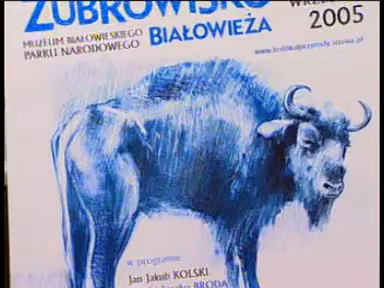 ŻUBROWISKO
2005
MUZEUM BIAŁOWIESKIEGO
PARKU NARODOWEGO
BIAŁOWIEŻA
w programie
Jan Jakub KOLSKI
BRODA